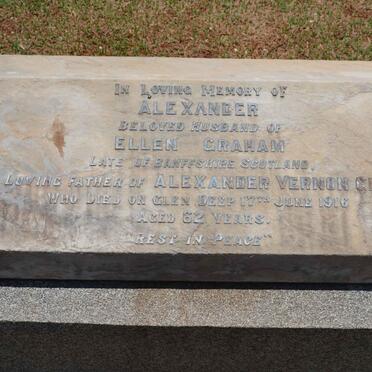 In Loving Memory of
ALEXANDER
Beloved Husband of
ELLEN GRAHAM
Late of Banffshire Scotland,
Loving Father of ALEXANDER VERNON G
Who Died on Glen Deep 17th June 1916
Aged 62 Years.
"Rest in Peace"